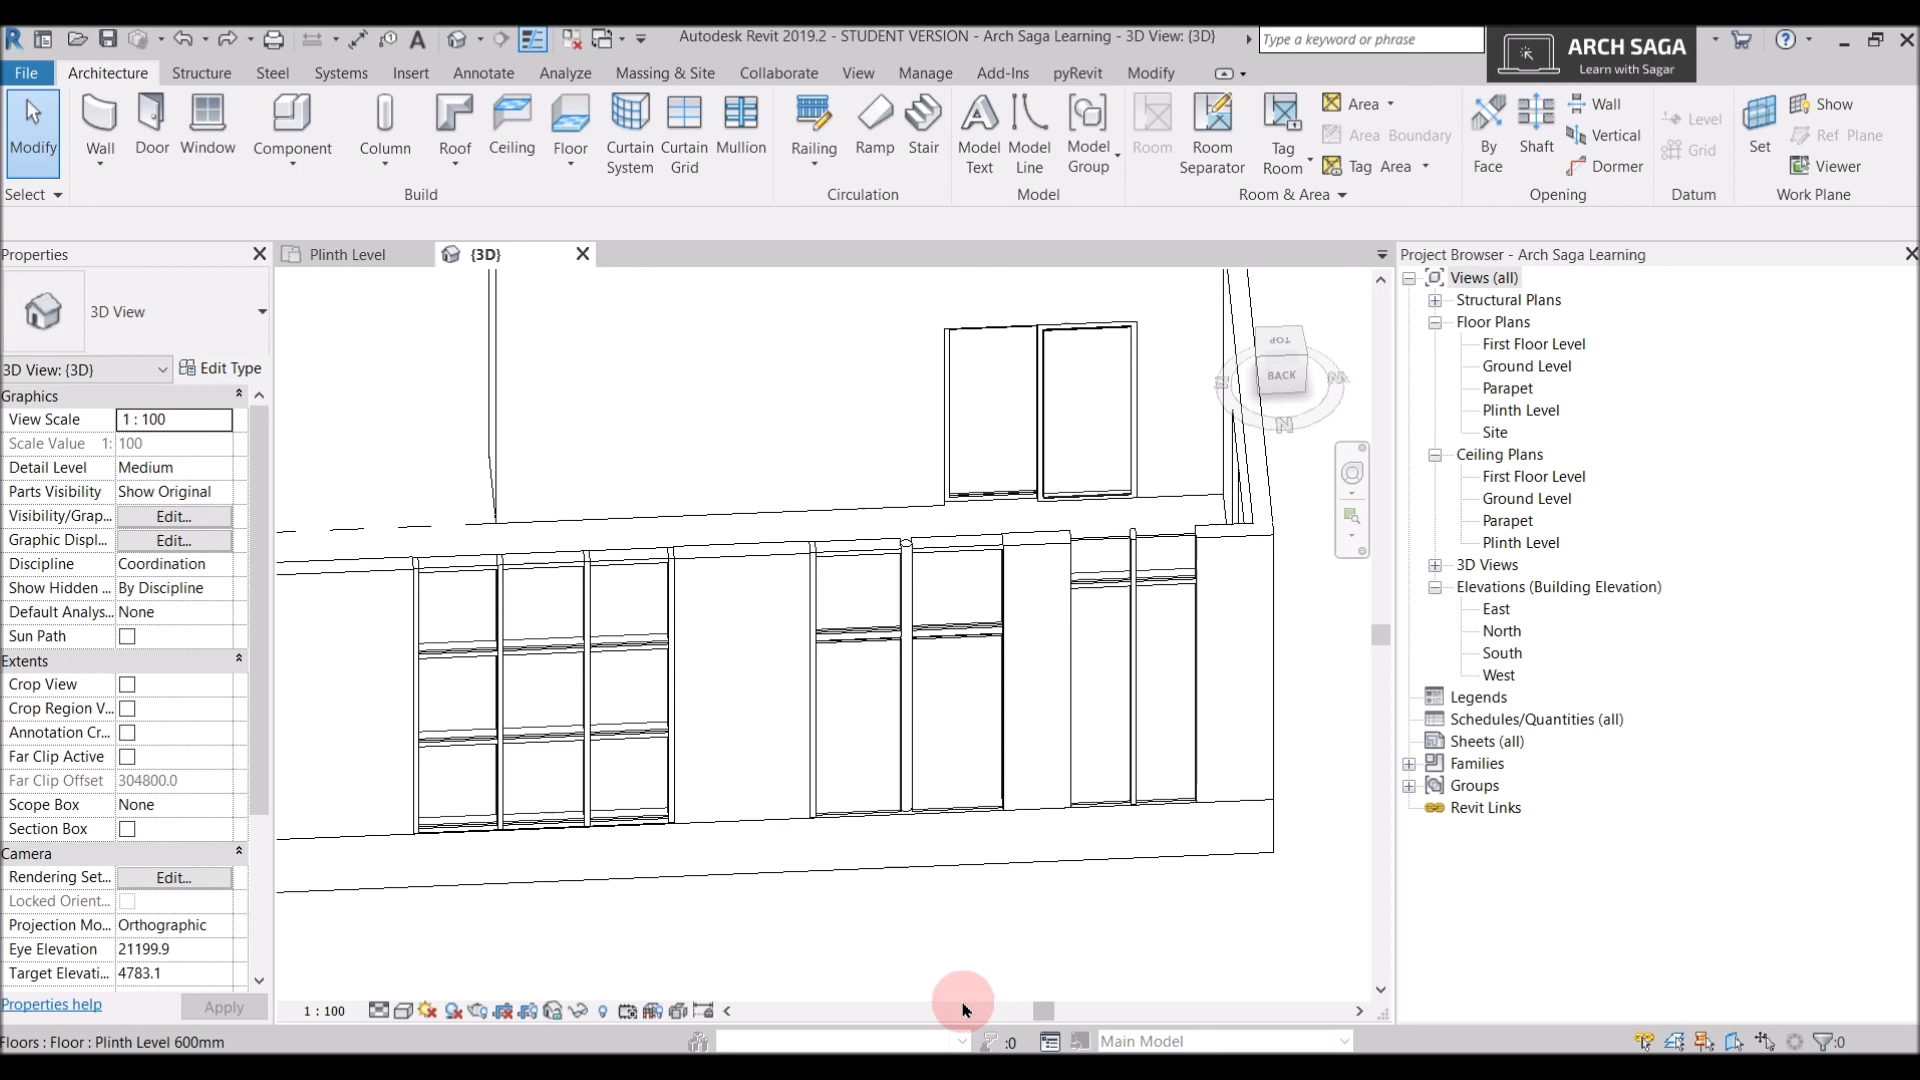 Autodesk Revit 2019.2 - STUDENT VERSION - Arch Saga Learning - 3D View: {3D}
Type a keyword or phrase
ARCH SAGA
Learn with Sagar
File Architecture Structure Steel Systems Insert Annotate Analyze Massing & Site Collaborate View Manage Add-Ins pyRevit Modify
Modify
Wall
Door
Window
Component
Column
Roof
Ceiling
Floor
Curtain System
Curtain Grid
Mullion
Railing
Ramp
Stair
Model Text
Model Line
Model Group
Room
Room Separator
Tag Room
Area
Area Boundary
Tag Area
By Face
Shaft
Wall
Vertical
Dormer
Level
Grid
Set
Show
Ref Plane
Viewer
Select
Build
Circulation
Model
Room & Area
Opening
Datum
Work Plane
Properties
3D View
3D View: {3D}
Edit Type
Graphics
View Scale 1 : 100
Scale Value 1: 100
Detail Level Medium
Parts Visibility Show Original
Visibility/Grap... Edit...
Graphic Displ... Edit...
Discipline Coordination
Show Hidden ... By Discipline
Default Analys... None
Sun Path
Extents
Crop View
Crop Region V...
Annotation Cr...
Far Clip Active
Far Clip Offset 304800.0
Scope Box None
Section Box
Camera
Rendering Set... Edit...
Locked Orient...
Projection Mo... Orthographic
Eye Elevation 21199.9
Target Elevati... 4783.1
Properties help
Apply
Plinth Level
{3D}
TOP
BACK
N
1 : 100
Project Browser - Arch Saga Learning
Views (all)
Structural Plans
Floor Plans
First Floor Level
Ground Level
Parapet
Plinth Level
Site
Ceiling Plans
First Floor Level
Ground Level
Parapet
Plinth Level
3D Views
Elevations (Building Elevation)
East
North
South
West
Legends
Schedules/Quantities (all)
Sheets (all)
Families
Groups
Revit Links
Floors : Floor : Plinth Level 600mm
:0
Main Model
:0